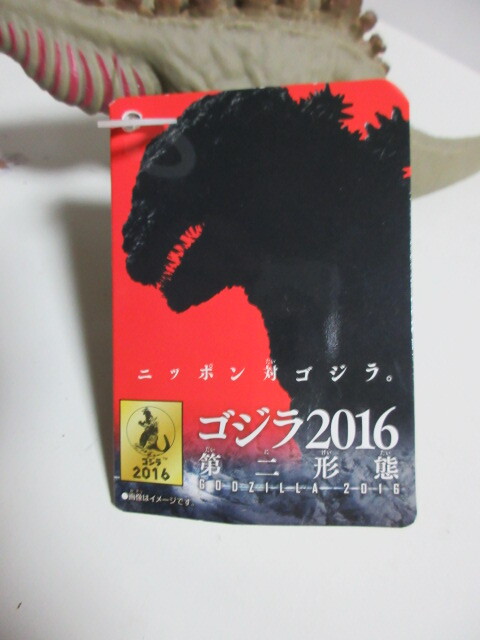 ニッポン対ゴジラ。
ゴジラ2016
第二形態
GODZILLA 2016
ゴジラ
2016
●画像はイメージです。